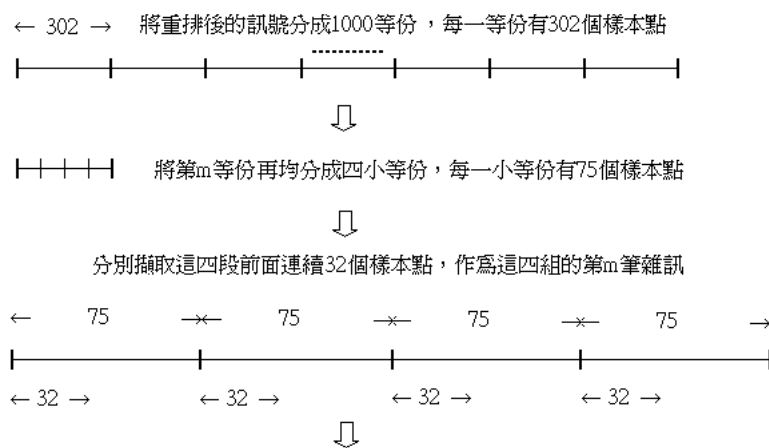 ← 302 → 將重排後的訊號分成1000等份，每一等份有302個樣本點
將第m等份再均分成四小等份，每一小等份有75個樣本點
分別擷取這四段前面連續32個樣本點，作為這四組的第m筆雜訊
← 75 →← 75 →← 75 →← 75 →
← 32 → ← 32 → ← 32 → ← 32 →